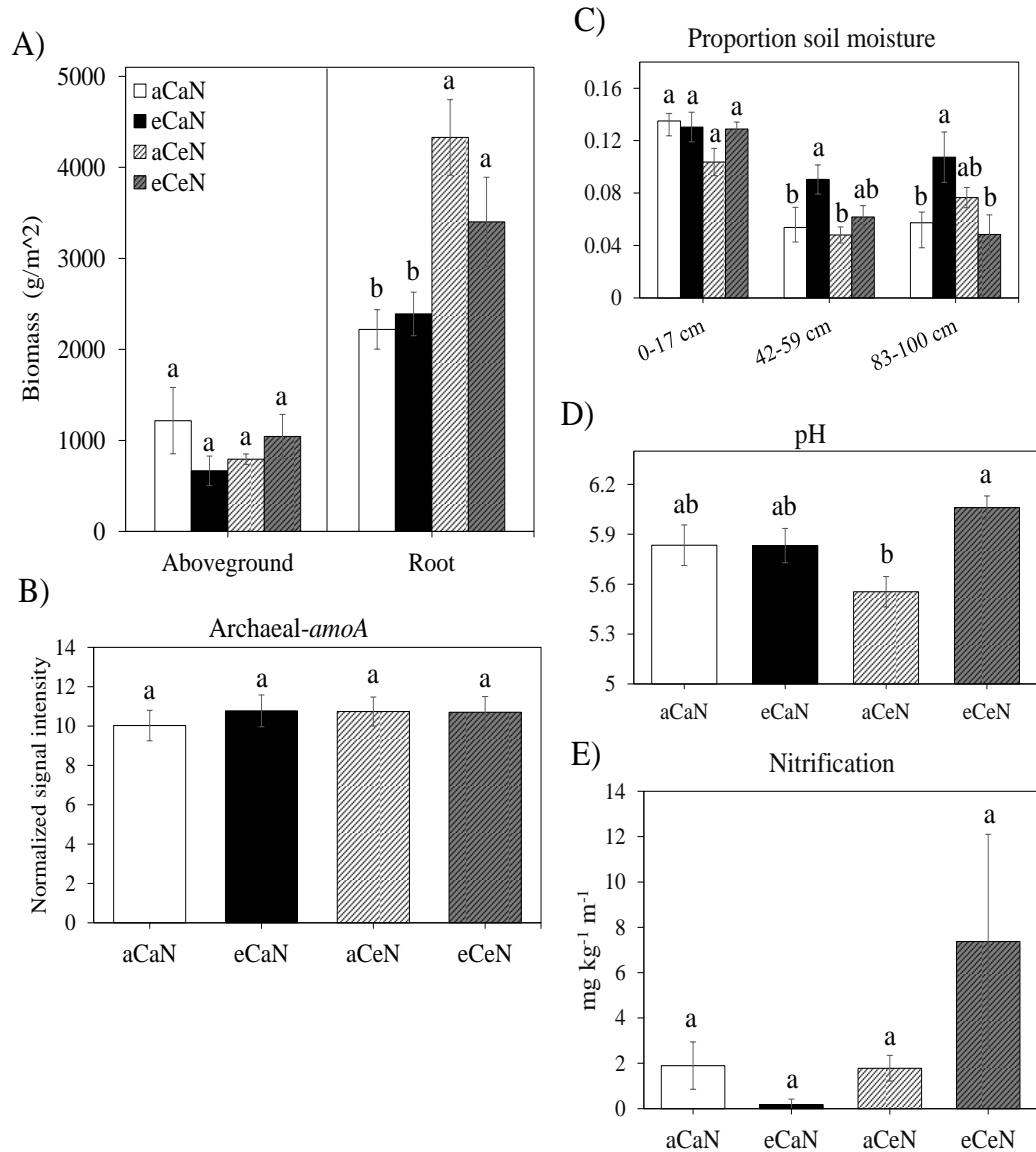 A)
5000
4000
3000
2000
1000
0
Biomass (g/m^2)
aCaN
eCaN
aCeN
eCeN
a
a
a
a
b
b
a
a
Aboveground
Root
B)
Archaeal-amoA
Normalized signal intensity
14
12
10
8
6
4
2
0
a
a
a
a
aCaN
eCaN
aCeN
eCeN
C)
Proportion soil moisture
0.16
0.12
0.08
0.04
0
a
a
a
a
b
a
b
ab
b
a
ab
b
0-17 cm
42-59 cm
83-100 cm
D)
pH
6.2
5.9
5.6
5.3
5
ab
ab
b
a
aCaN
eCaN
aCeN
eCeN
E)
Nitrification
mg kg-1 m-1
14
12
10
8
6
4
2
0
a
a
a
a
aCaN
eCaN
aCeN
eCeN